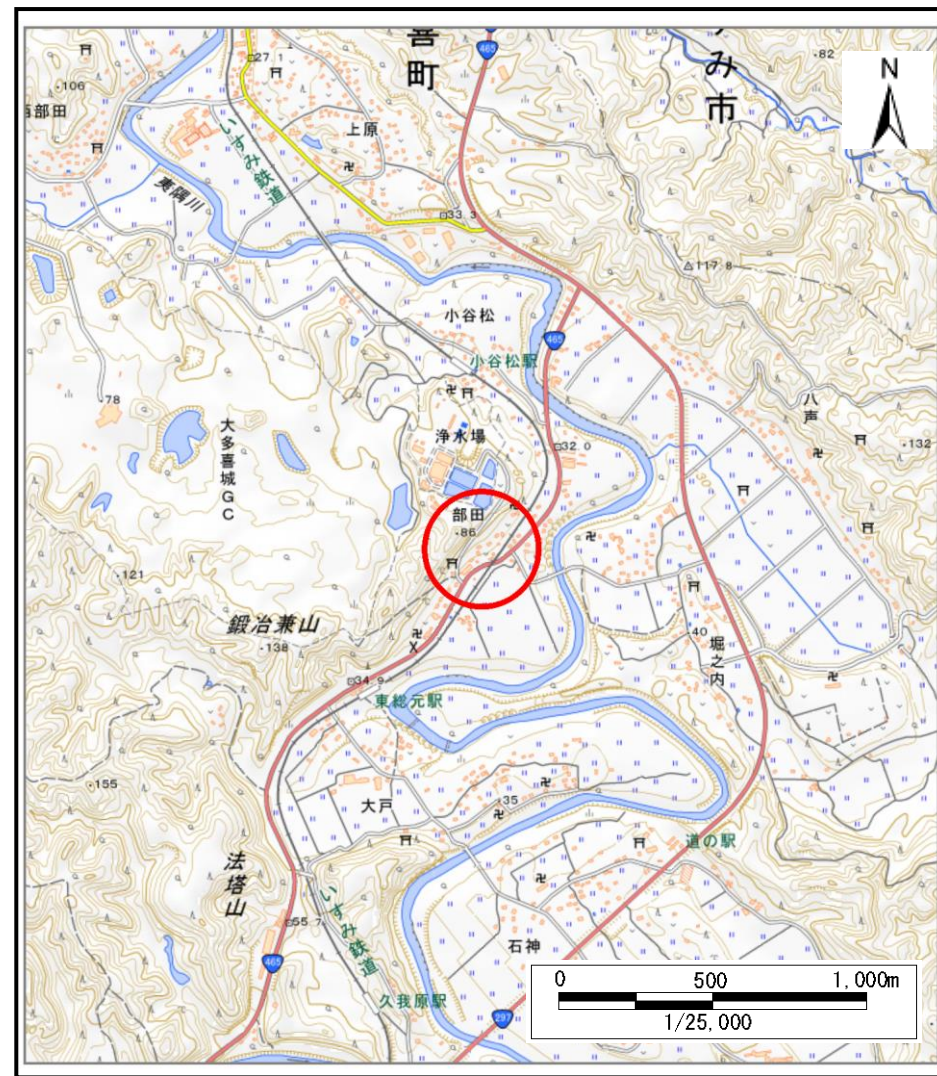 465
喜町
み市
27.1
82
N
106
部田
上原
いすみ鉄道
夷隅川
33.3
117.8
小谷松
465
小谷松駅
78
八声
大多喜城GC
浄水場
32.0
132
30
部田
86
121
鍛冶兼山
138
40
堀之内
34.9
東総元駅
155
大戸
35
道の駅
法塔山
55.7
いすみ鉄道
石神
465
久我原駅
297
0 500 1,000m
1/25,000